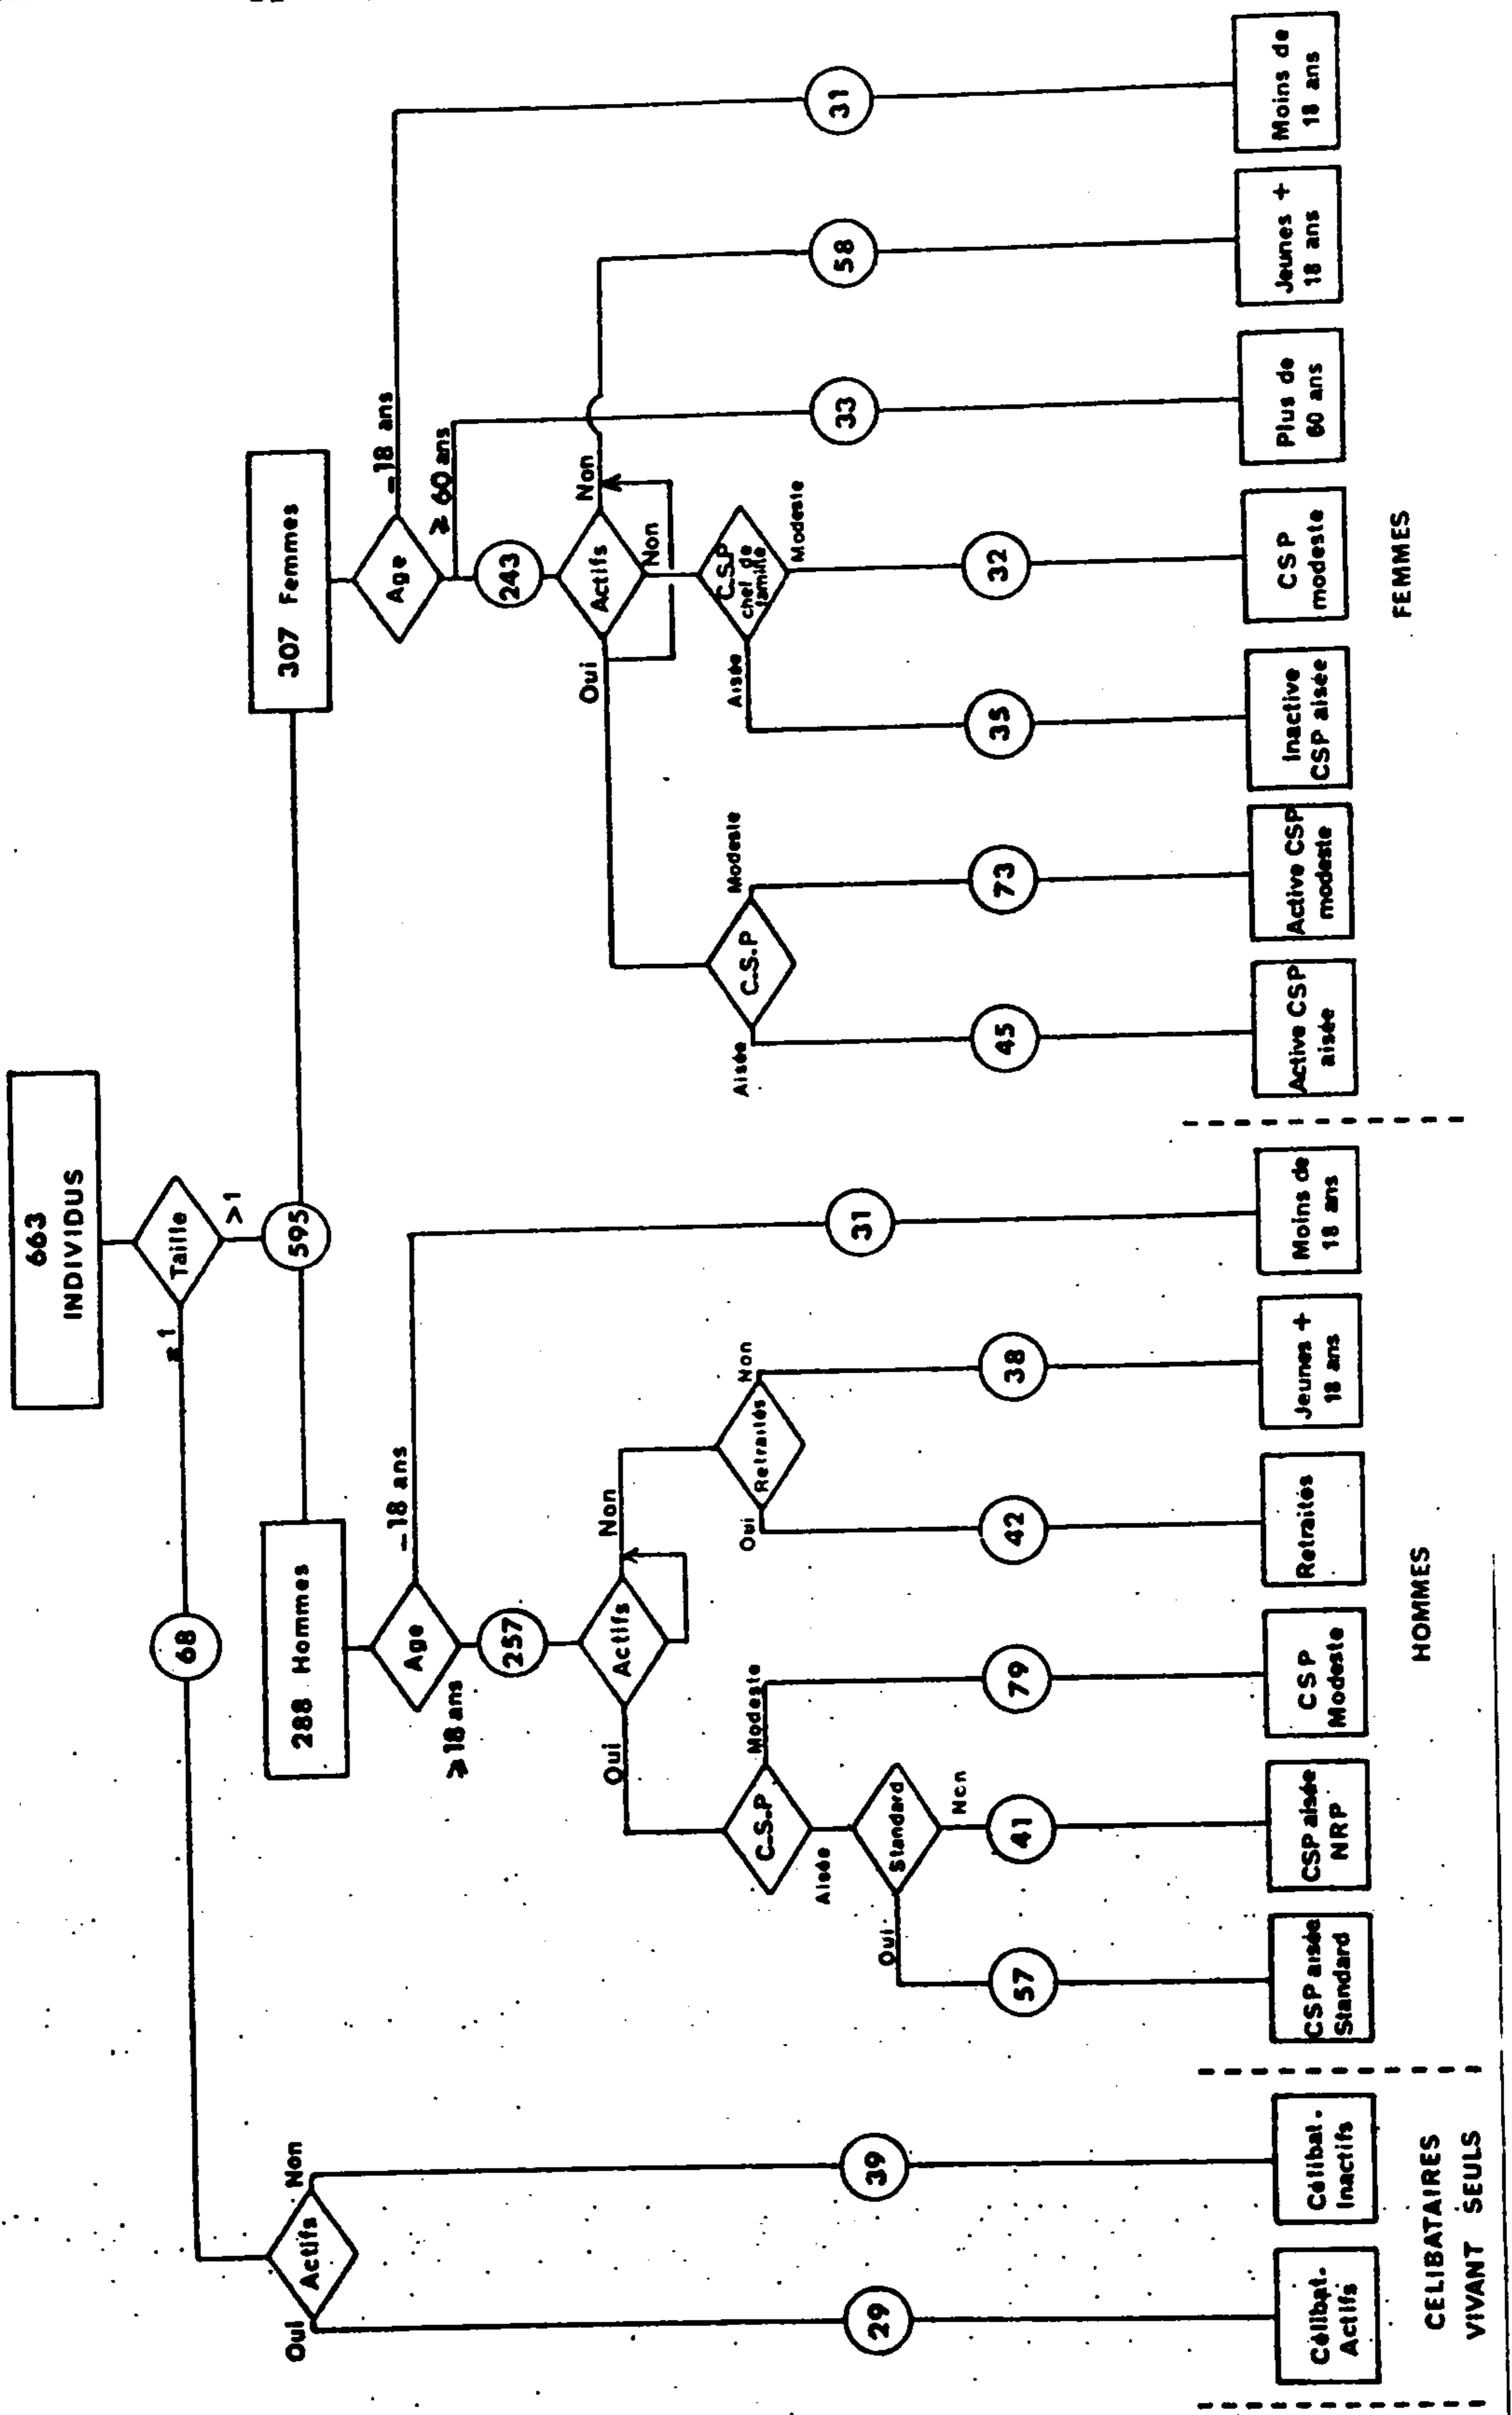 663
INDIVIDUS
Taille
= 1
>1
68
595
288 Hommes
307 Femmes
Actifs
Oui
Non
29
39
Age
≥18 ans
—18 ans
257
Actifs
Oui
Non
C.S.P
Modeste
Aisée
Standard
Oui
Non
Retraités
Oui
Non
57
41
79
42
38
31
Age
—18 ans
≥ 60 ans
243
Actifs
Oui
Non
Non
C.S.P
Aisée
Modeste
C.S.P
chef de
famille
Aisée
Modeste
45
73
35
32
33
58
31
Célibat.
Actifs
Célibat.
Inactifs
CSP aisée
Standard
CSP aisée
NRP
CSP
Modeste
Retraités
Jeunes +
18 ans
Moins de
18 ans
Active CSP
aisée
Active CSP
modeste
Inactive
CSP aisée
CSP
modeste
Plus de
60 ans
Jeunes +
18 ans
Moins de
18 ans
CELIBATAIRES
VIVANT SEULS
HOMMES
FEMMES